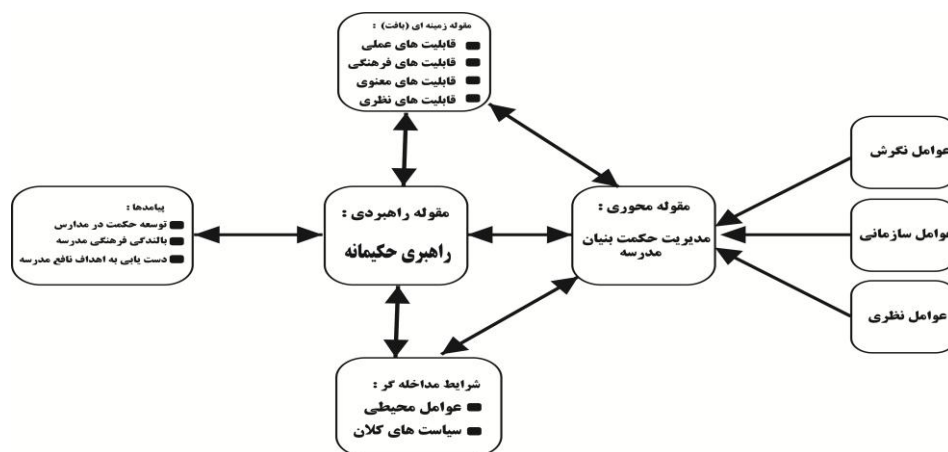 مقوله زمینه ای (بافت) :
قابلیت های عملی
قابلیت های فرهنگی
قابلیت های معنوی
قابلیت های نظری
عوامل نگرش
مقوله محوری :
مدیریت حکمت بنیان
مدرسه
عوامل سازمانی
عوامل نظری
مقوله راهبردی :
راهبری حکیمانه
پیامدها :
توسعه حکمت در مدارس
بالندگی فرهنگی مدرسه
دست یابی به اهداف نافع مدرسه
شرایط مداخله گر :
عوامل محیطی
سیاست های کلان